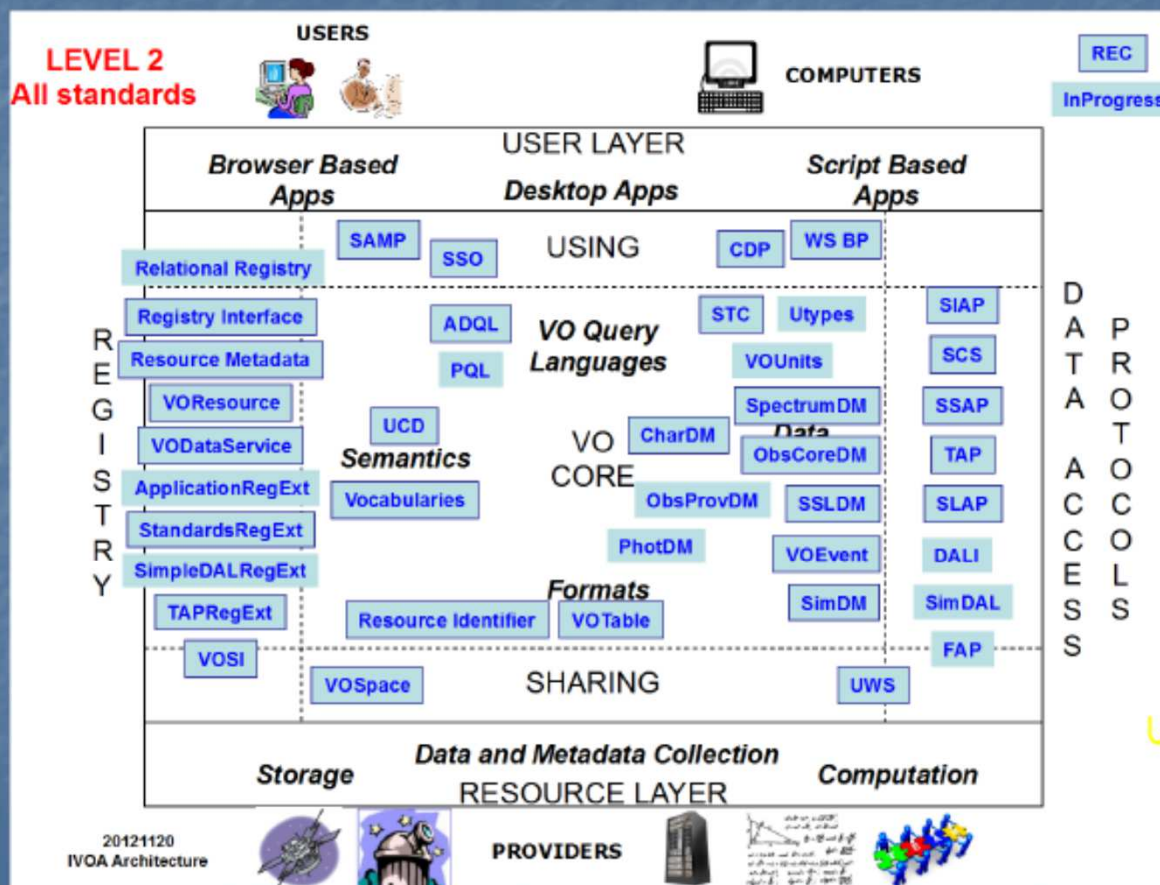 LEVEL 2
All standards
USERS
COMPUTERS
REC
InProgress
USER LAYER
Browser Based
Apps
Desktop Apps
Script Based
Apps
SAMP
SSO
USING
CDP
WS BP
Relational Registry
Registry Interface
Resource Metadata
VOResource
VODataService
ApplicationRegExt
StandardsRegExt
SimpleDALRegExt
TAPRegExt
VOSI
REGISTRY
ADQL
PQL
VO Query
Languages
STC
Utypes
VOUnits
UCD
Semantics
Vocabularies
VO
CORE
CharDM
SpectrumDM
Data
ObsCoreDM
ObsProvDM
SSLDM
PhotDM
VOEvent
SimDM
Formats
Resource Identifier
VOTable
SIAP
SCS
SSAP
TAP
SLAP
DALI
SimDAL
FAP
DATA ACCESS
PROTOCOLS
VOSpace
SHARING
UWS
Data and Metadata Collection
Storage
Computation
RESOURCE LAYER
20121120
IVOA Architecture
PROVIDERS